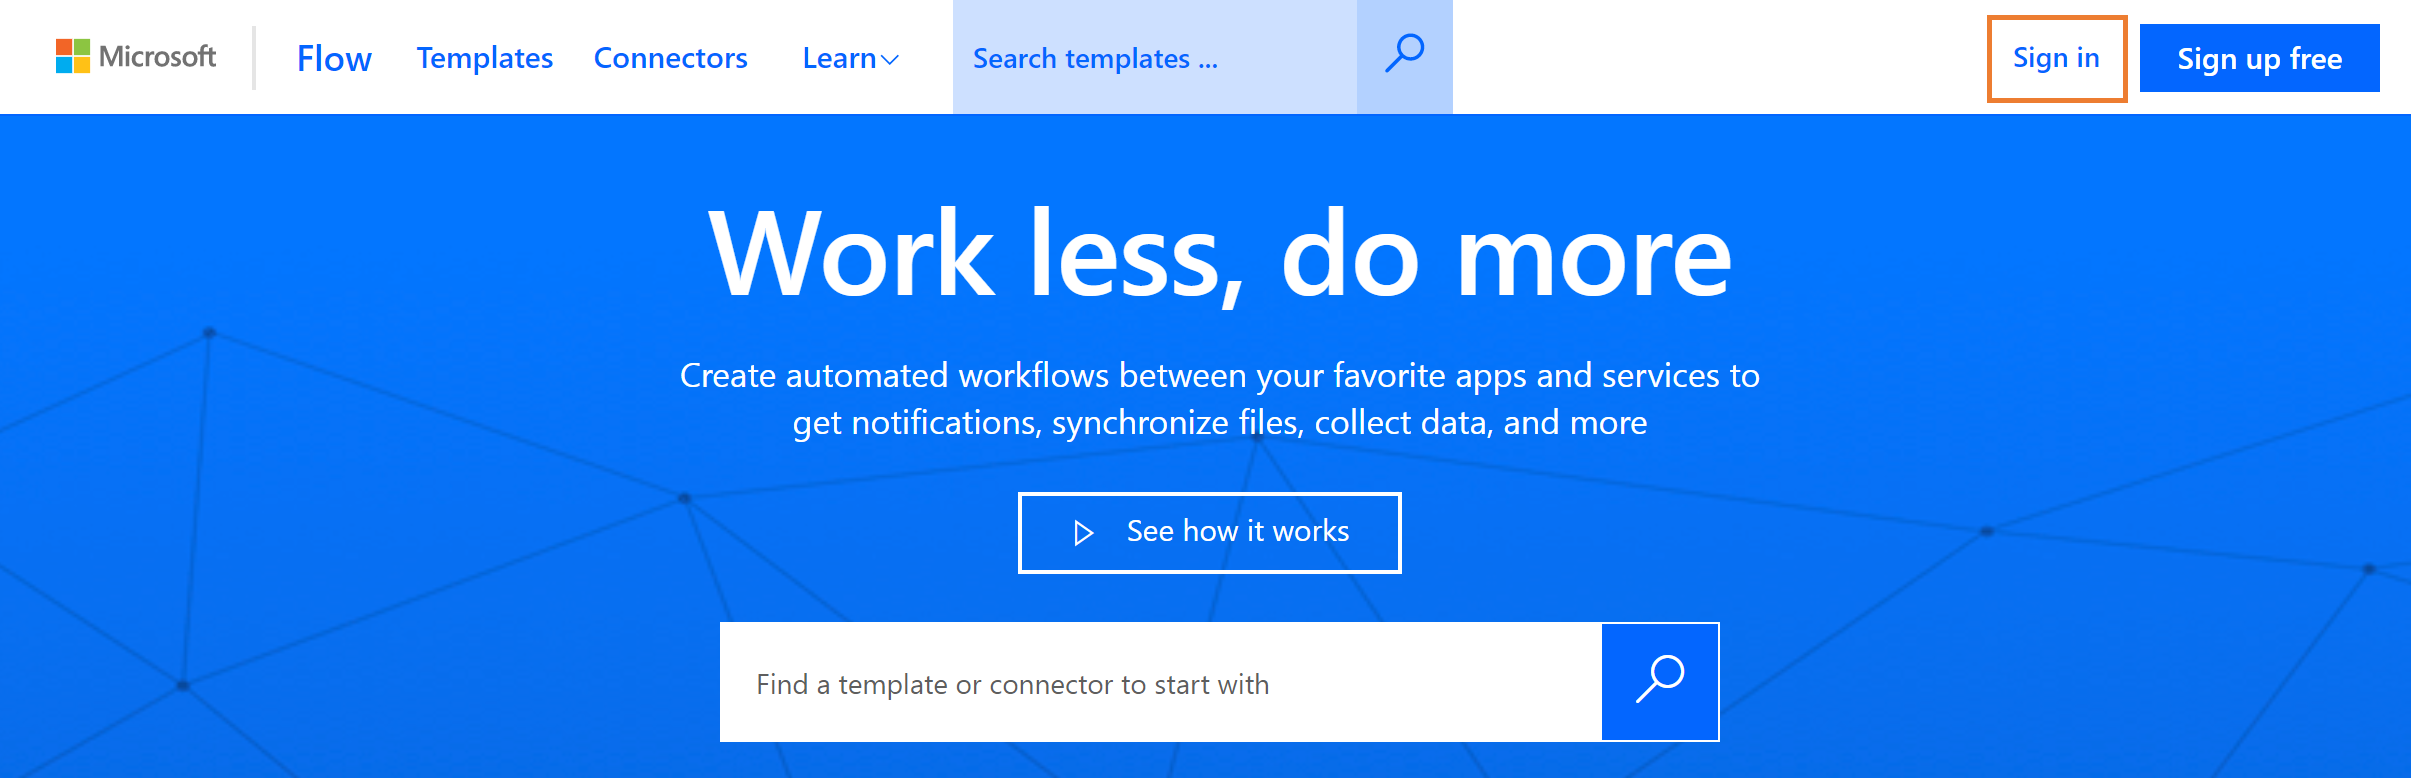 Microsoft
Flow
Templates
Connectors
Learn
Search templates ...
Sign in
Sign up free
Work less, do more
Create automated workflows between your favorite apps and services to
get notifications, synchronize files, collect data, and more
See how it works
Find a template or connector to start with